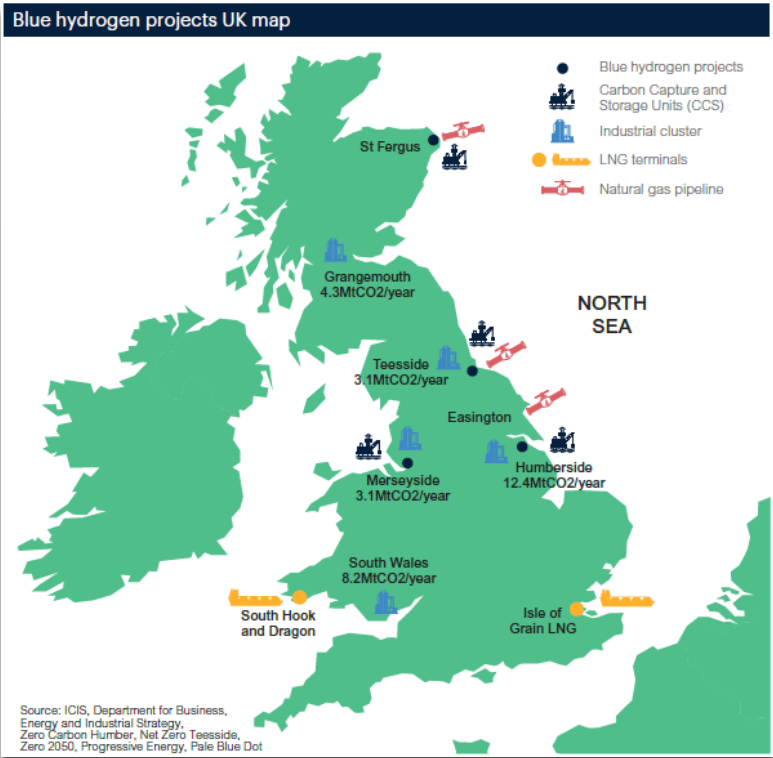 Blue hydrogen projects UK map
Blue hydrogen projects
Carbon Capture and
Storage Units (CCS)
Industrial cluster
LNG terminals
Natural gas pipeline
St Fergus
Grangemouth
4.3MtCO2/year
NORTH
SEA
Teesside
3.1MtCO2/year
Easington
Humberside
12.4MtCO2/year
Merseyside
3.1MtCO2/year
South Wales
8.2MtCO2/year
South Hook
and Dragon
Isle of
Grain LNG
Source: ICIS, Department for Business,
Energy and Industrial Strategy,
Zero Carbon Humber, Net Zero Teesside,
Zero 2050, Progressive Energy, Pale Blue Dot